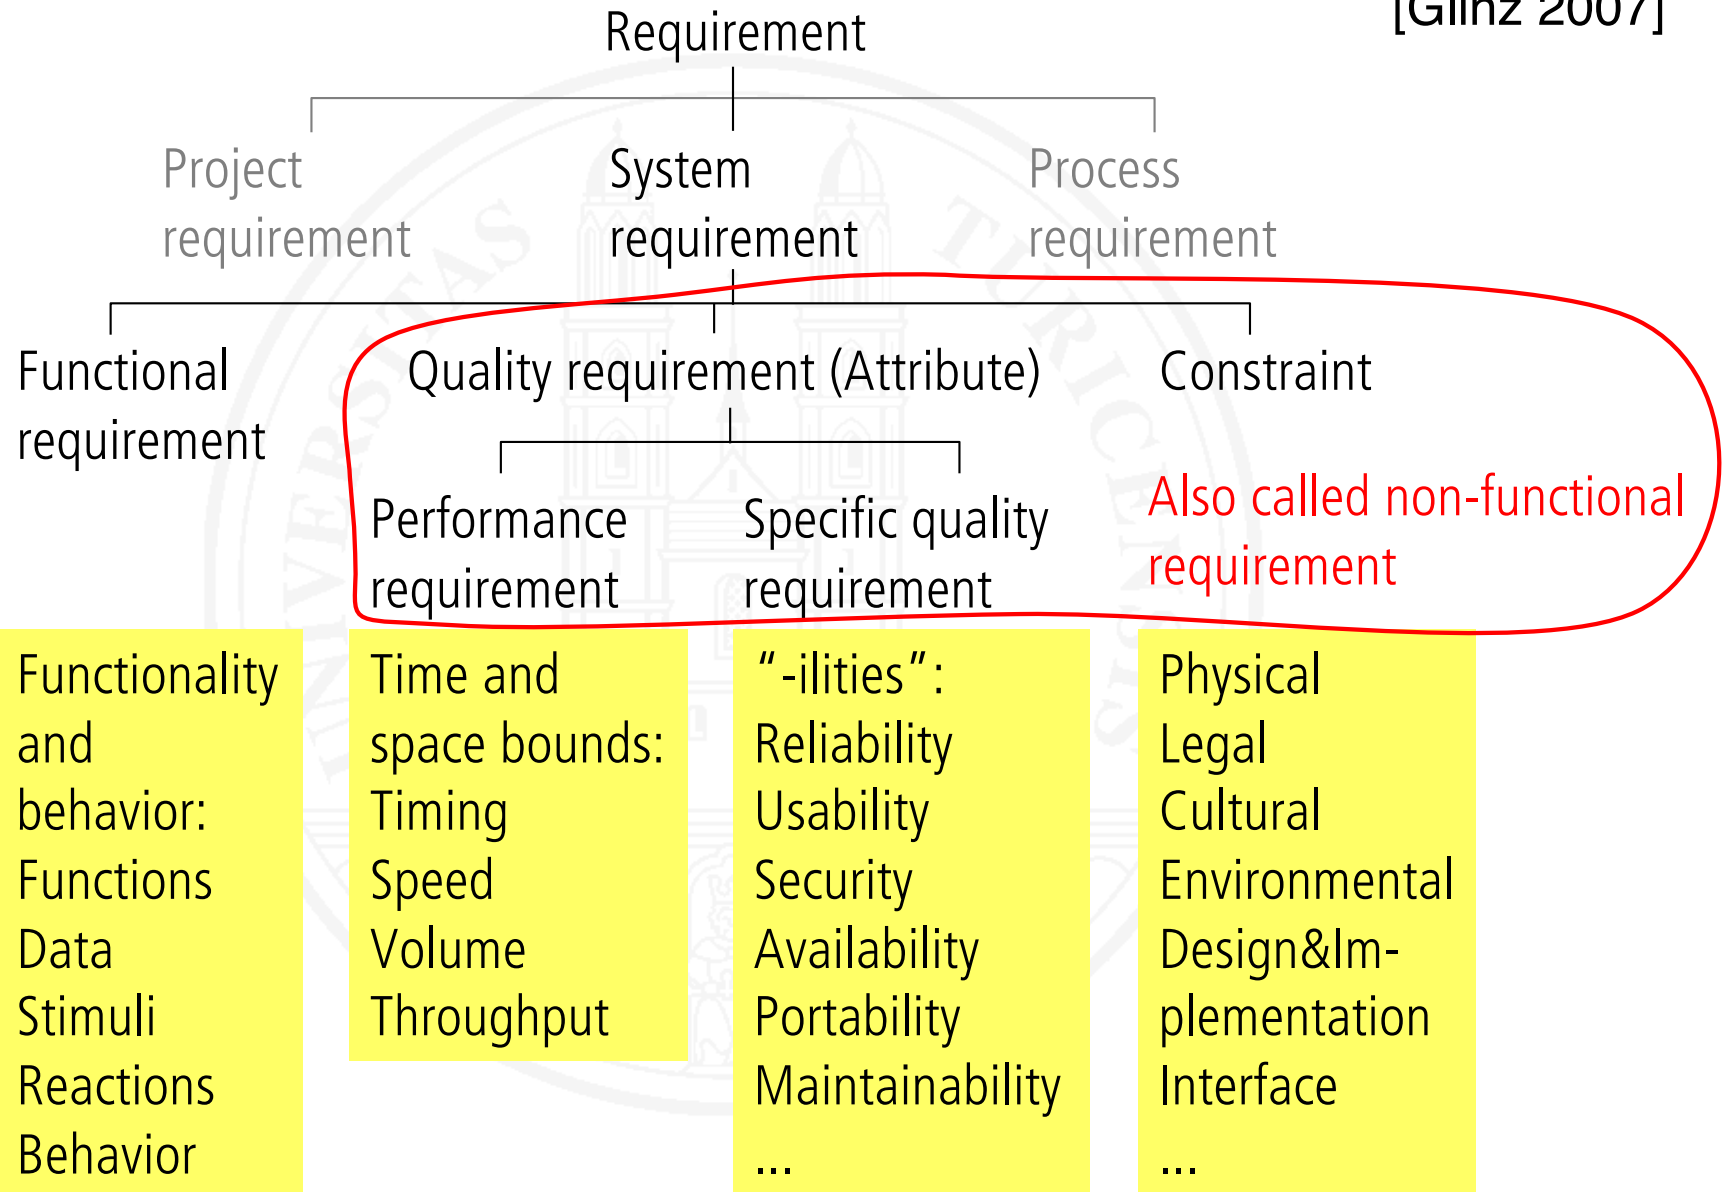 [Glinz 2007]
Requirement
Project
requirement
System
requirement
Process
requirement
Functional
requirement
Quality requirement (Attribute)
Constraint
Performance
requirement
Specific quality
requirement
Also called non-functional
requirement
Functionality
and
behavior:
Functions
Data
Stimuli
Reactions
Behavior
Time and
space bounds:
Timing
Speed
Volume
Throughput
“-ilities”:
Reliability
Usability
Security
Availability
Portability
Maintainability
...
Physical
Legal
Cultural
Environmental
Design&Im-
plementation
Interface
...
UNIVERSITAS
TURICENSIS